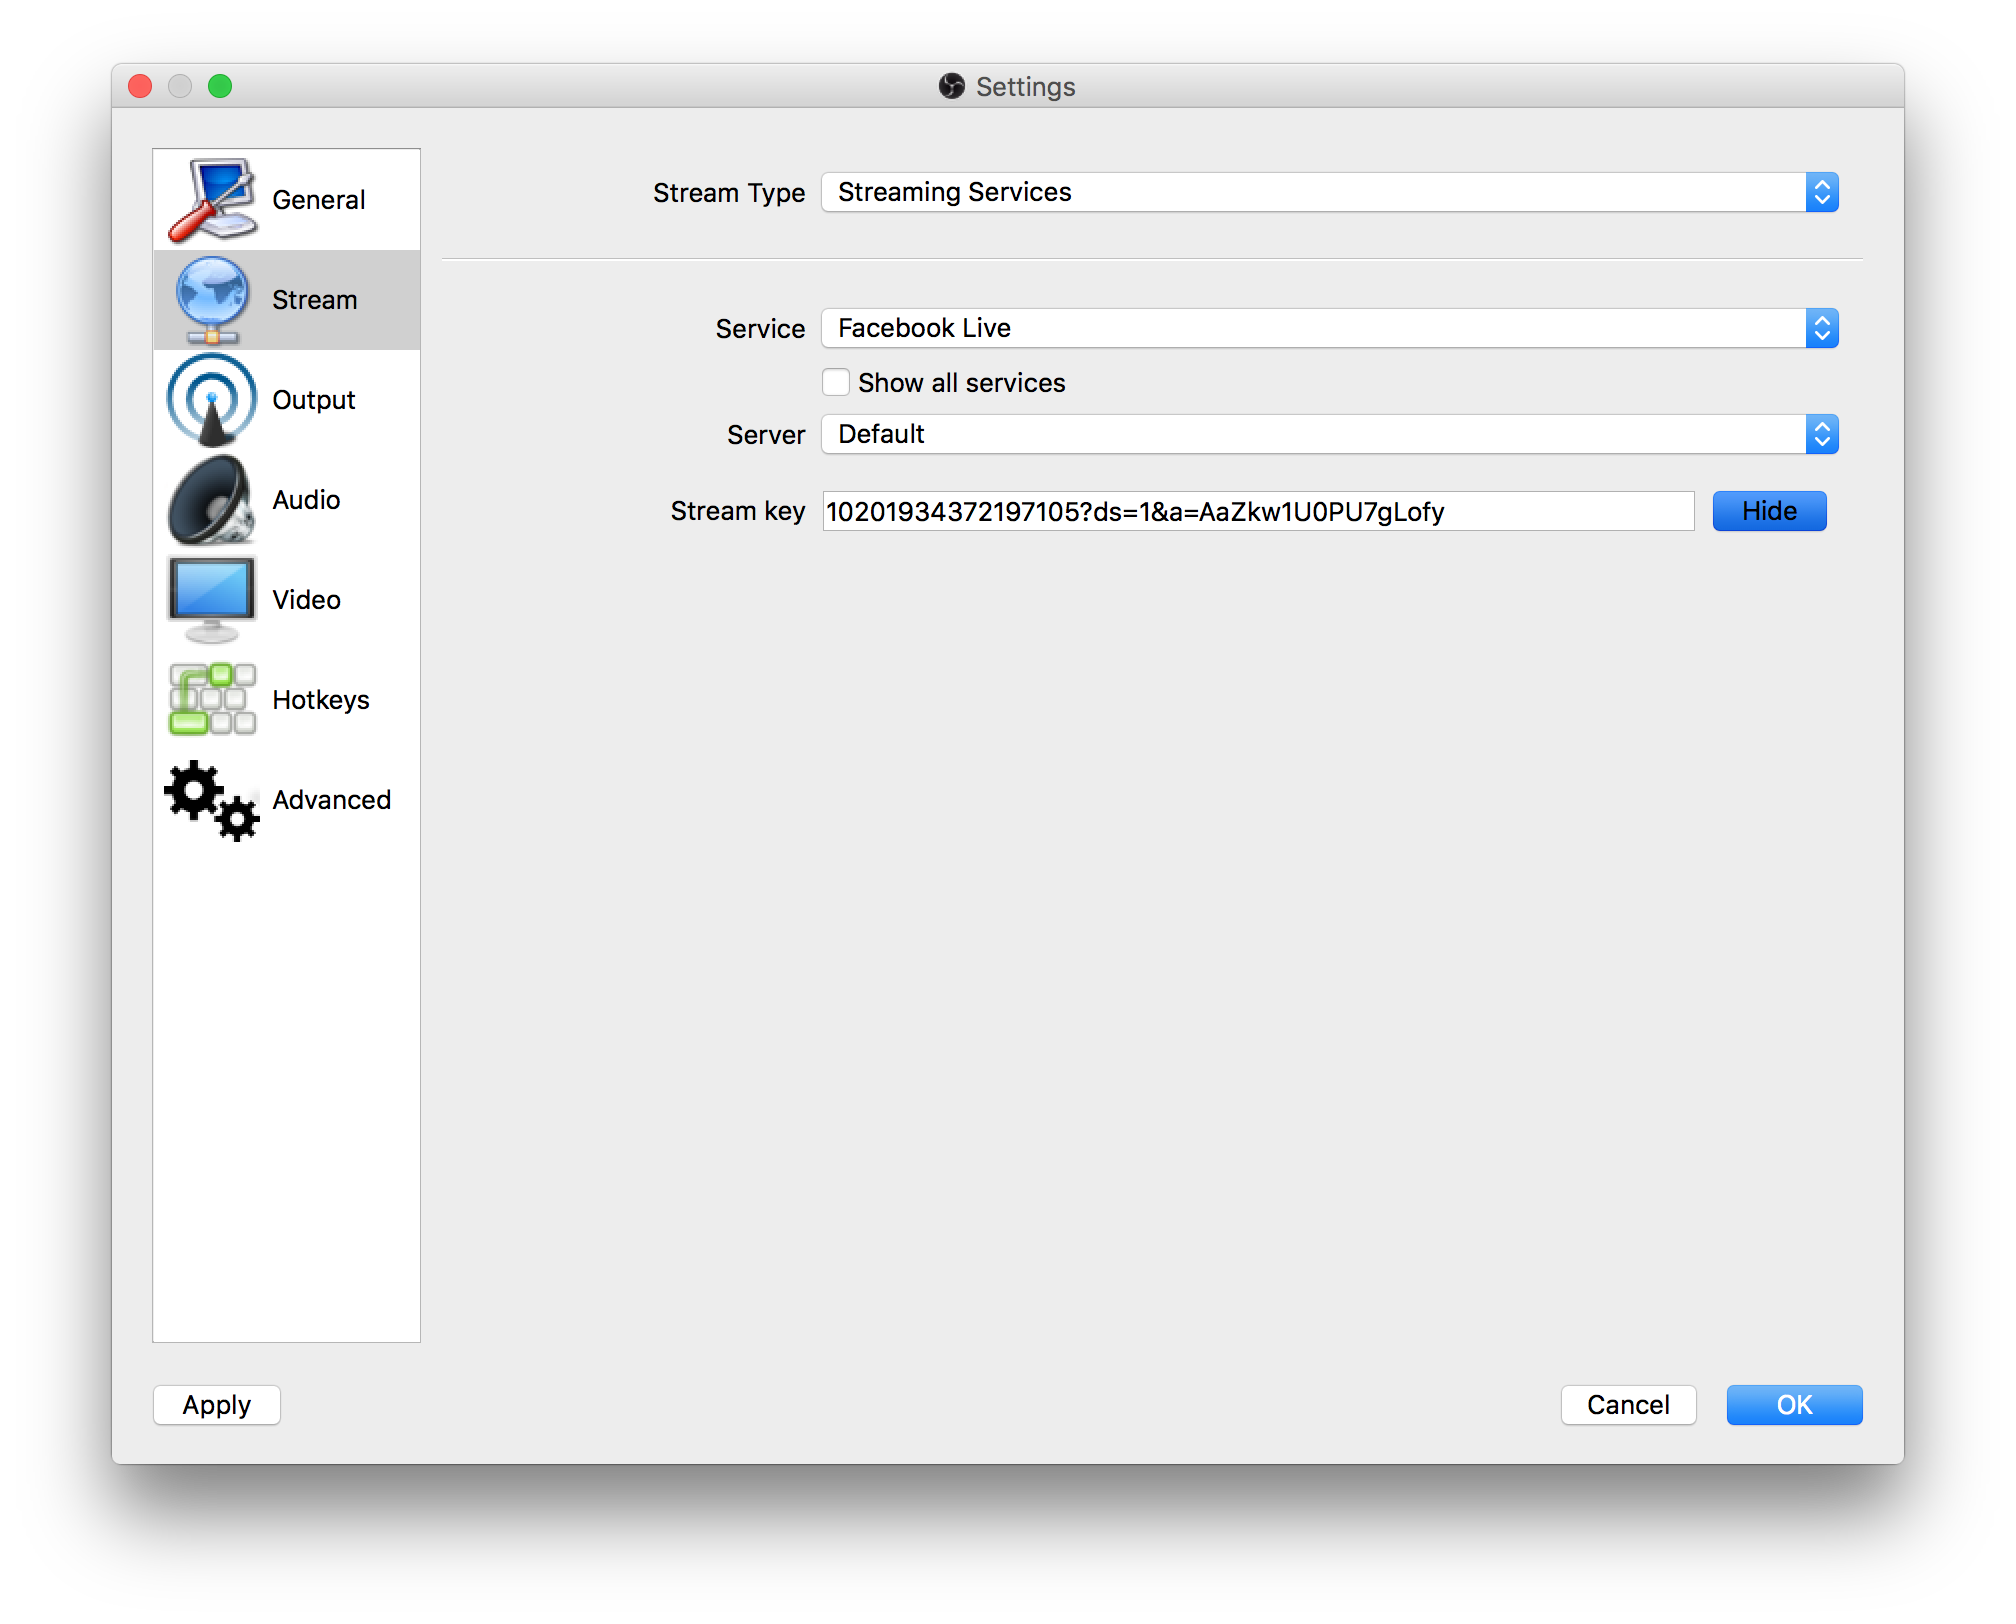 Settings
General
Stream
Output
Audio
Video
Hotkeys
Advanced
Stream Type Streaming Services
Service Facebook Live
Show all services
Server Default
Stream key 10201934372197105?ds=1&a=AaZkw1U0PU7gLofy Hide
Apply Cancel OK